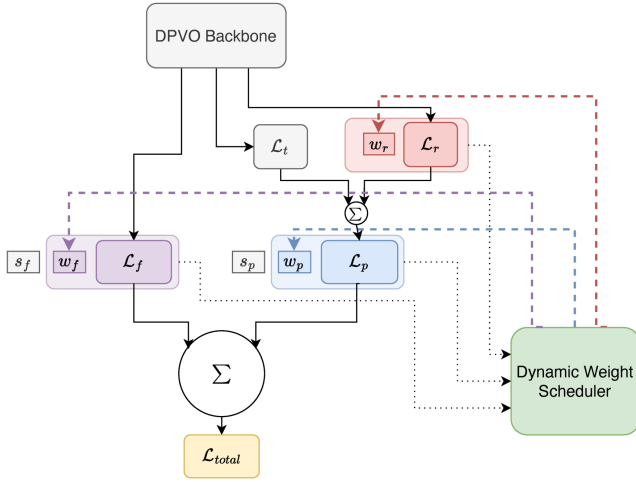 DPVO Backbone
ℒ_t
w_r
ℒ_r
Σ
s_f
w_f
ℒ_f
s_p
w_p
ℒ_p
Σ
Dynamic Weight
Scheduler
ℒ_total